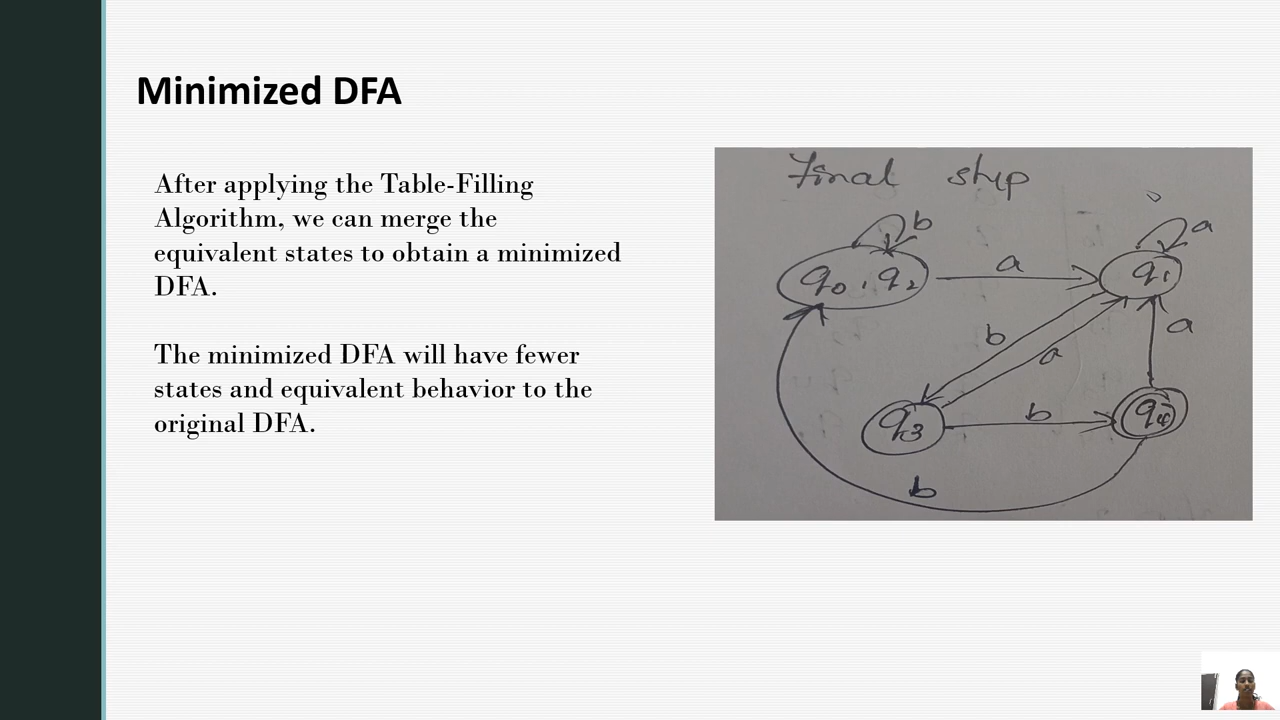 Minimized DFA
After applying the Table-Filling
Algorithm, we can merge the
equivalent states to obtain a minimized
DFA.
The minimized DFA will have fewer
states and equivalent behavior to the
original DFA.
Final step
b
a
q0, q2
a
q1
b
a
a
q3
b
q4
b